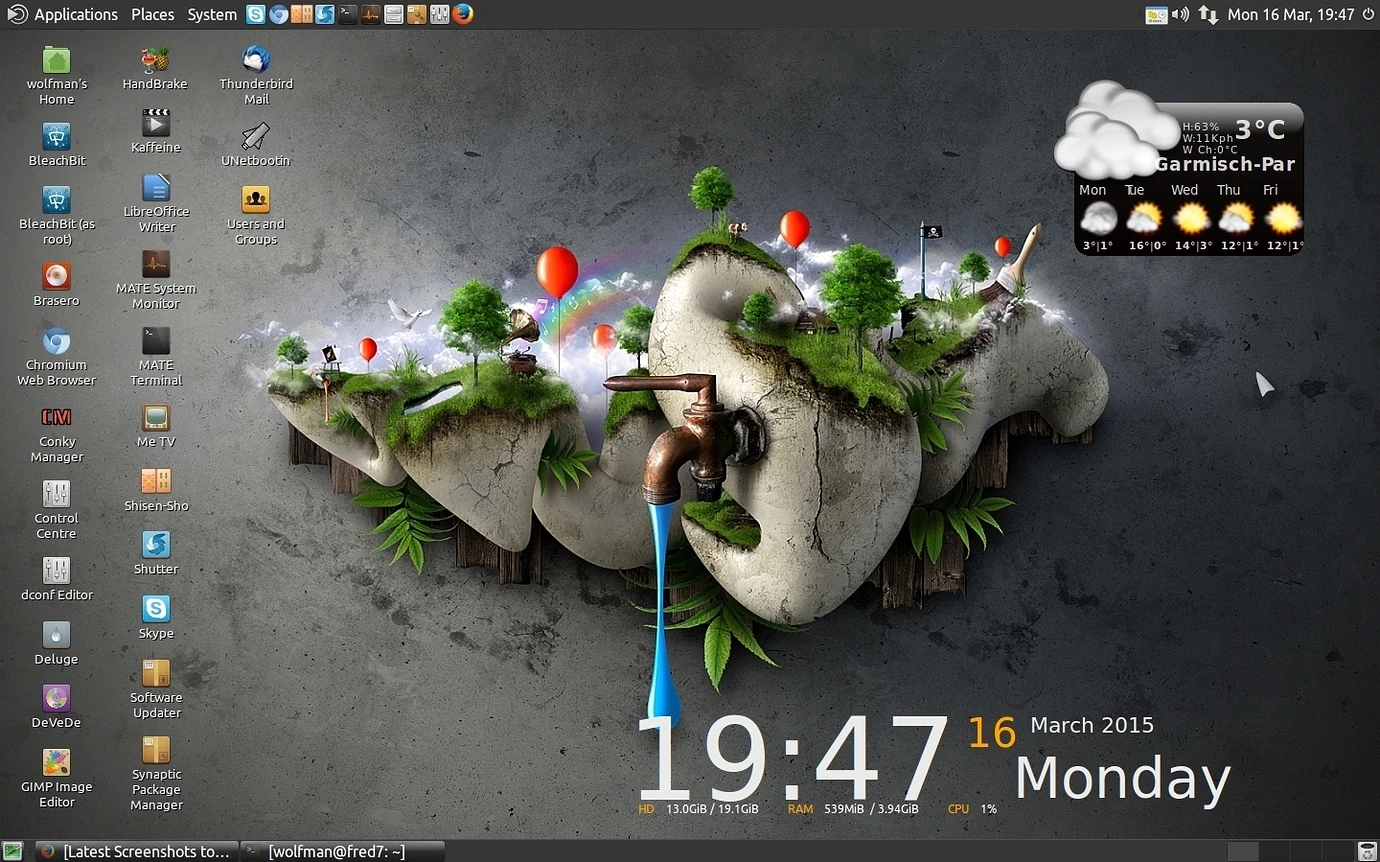 Applications Places System
Mon 16 Mar, 19:47
wolfman's
Home
BleachBit
BleachBit (as
root)
Brasero
Chromium
Web Browser
CM
Conky
Manager
Control
Centre
dconf Editor
Deluge
DeVeDe
GIMP Image
Editor
HandBrake
Kaffeine
LibreOffice
Writer
MATE System
Monitor
MATE
Terminal
Me TV
Shisen-Sho
Shutter
Skype
Software
Updater
Synaptic
Package
Manager
Thunderbird
Mail
UNetbootin
Users and
Groups
H:63%
W:11Kph
W Ch:0°C
3°C
Garmisch-Par
Mon Tue Wed Thu Fri
3°|1° 16°|0° 14°|3° 12°|1° 12°|1°
19:47
16 March 2015
Monday
HD 13.0GiB / 19.1GiB RAM 539MiB / 3.94GiB CPU 1%
[Latest Screenshots to... [wolfman@fred7: ~]